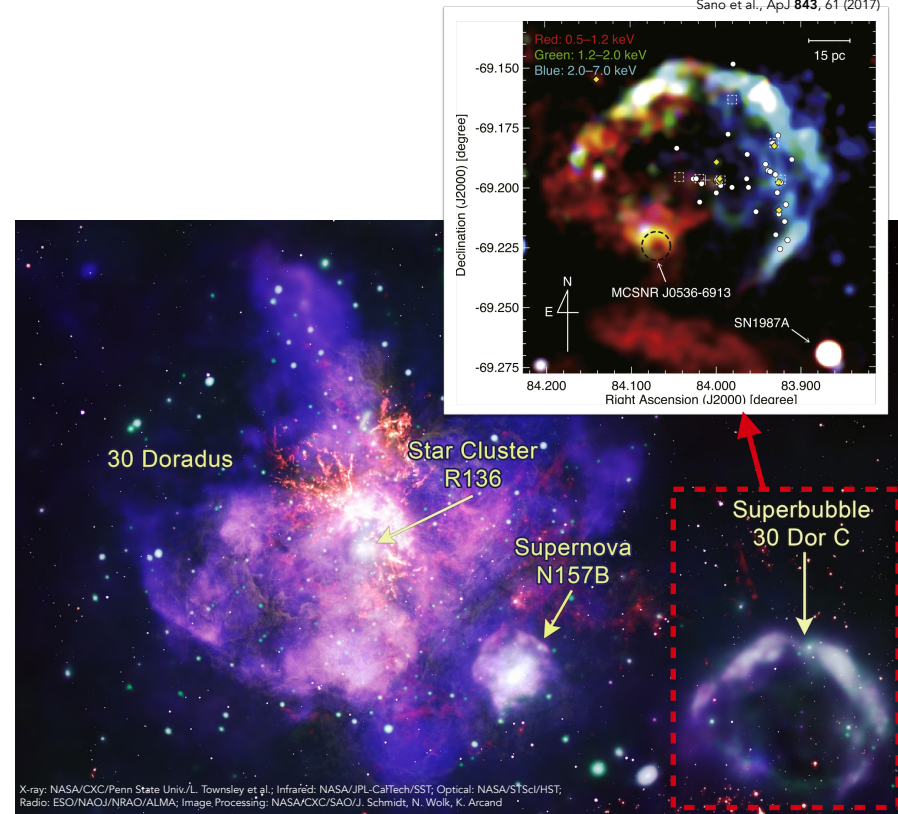 Sano et al., ApJ 843, 61 (2017)
Red: 0.5–1.2 keV
Green: 1.2–2.0 keV
Blue: 2.0–7.0 keV
15 pc
-69.150
-69.175
-69.200
-69.225
-69.250
-69.275
Declination (J2000) [degree]
MCSNR J0536-6913
N
E
SN1987A
84.200
84.100
84.000
83.900
Right Ascension (J2000) [degree]
30 Doradus
Star Cluster
R136
Supernova
N157B
Superbubble
30 Dor C
X-ray: NASA/CXC/Penn State Univ./L. Townsley et al.; Infrared: NASA/JPL-CalTech/SST; Optical: NASA/STScI/HST;
Radio: ESO/NAOJ/NRAO/ALMA; Image Processing: NASA/CXC/SAO/J. Schmidt, N. Wolk, K. Arcand